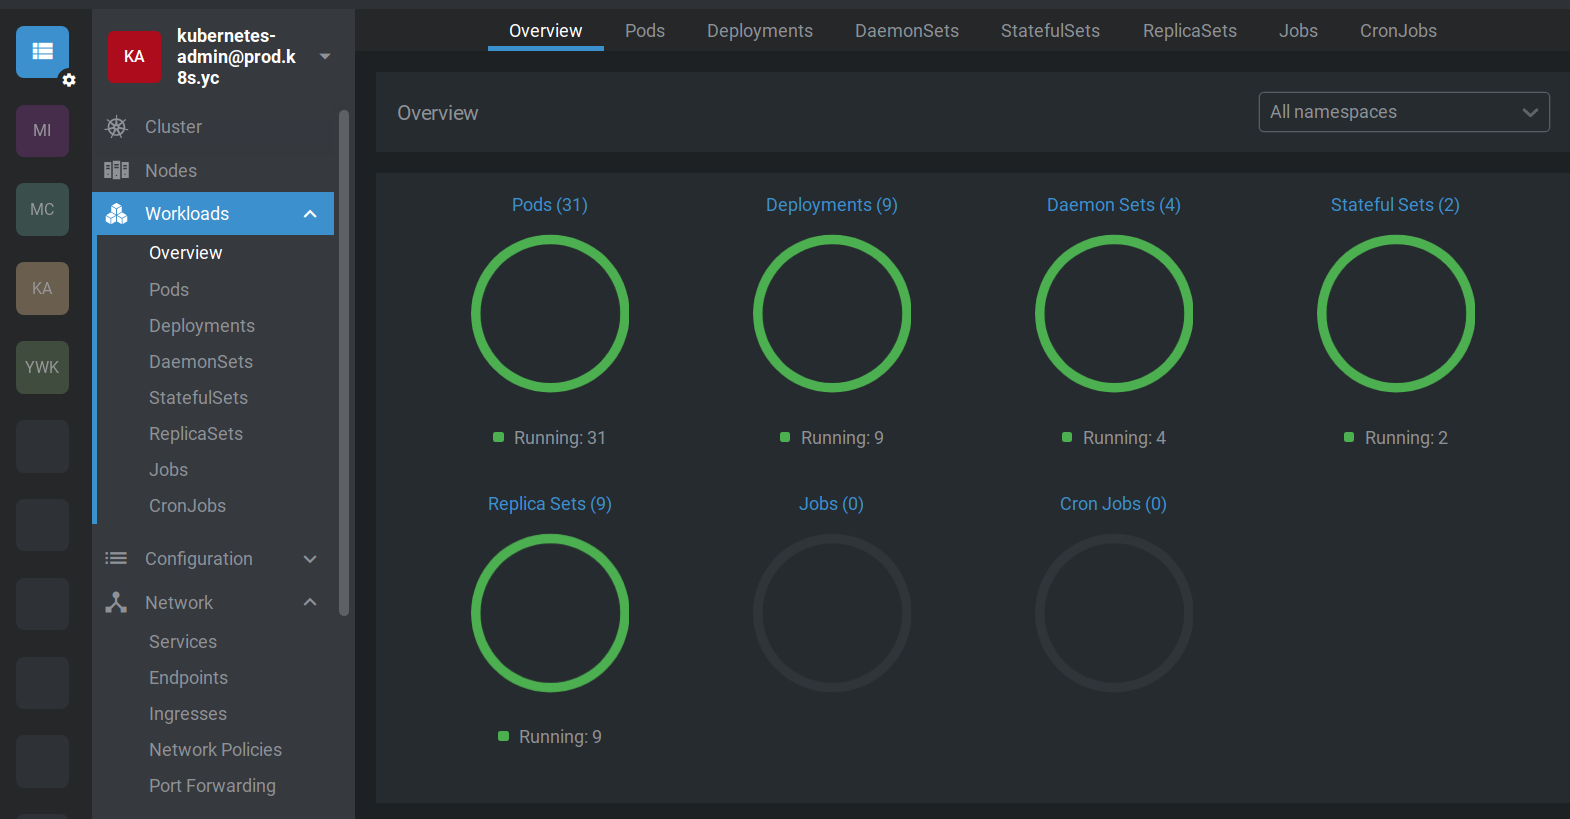 MI
MC
KA
YWK
KA
kubernetes-
admin@prod.k
8s.yc
Cluster
Nodes
Workloads
Overview
Pods
Deployments
DaemonSets
StatefulSets
ReplicaSets
Jobs
CronJobs
Configuration
Network
Services
Endpoints
Ingresses
Network Policies
Port Forwarding
Overview Pods Deployments DaemonSets StatefulSets ReplicaSets Jobs CronJobs
Overview
All namespaces
Pods (31) Deployments (9) Daemon Sets (4) Stateful Sets (2)
Running: 31 Running: 9 Running: 4 Running: 2
Replica Sets (9) Jobs (0) Cron Jobs (0)
Running: 9